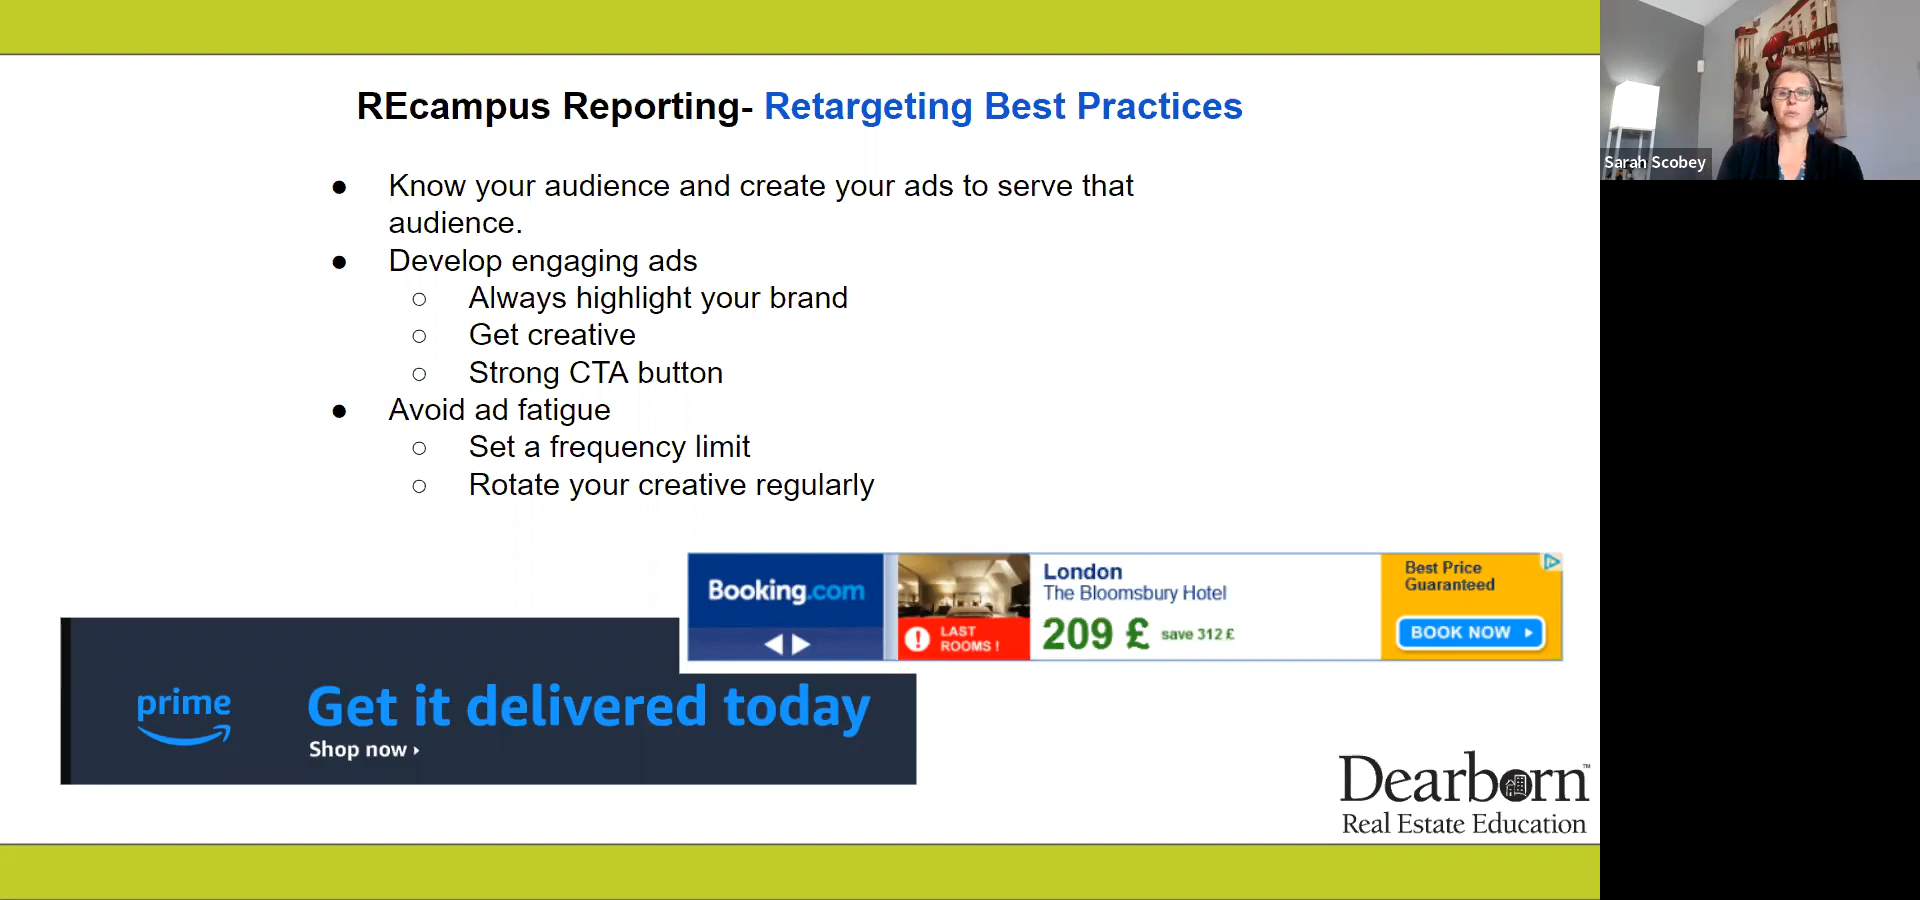 REcampus Reporting- Retargeting Best Practices
● Know your audience and create your ads to serve that
audience.
● Develop engaging ads
○ Always highlight your brand
○ Get creative
○ Strong CTA button
● Avoid ad fatigue
○ Set a frequency limit
○ Rotate your creative regularly
Booking.com
LAST
ROOMS !
London
The Bloomsbury Hotel
209 £ save 312 £
Best Price
Guaranteed
BOOK NOW
prime
Get it delivered today
Shop now ›
Dearborn™
Real Estate Education
Sarah Scobey